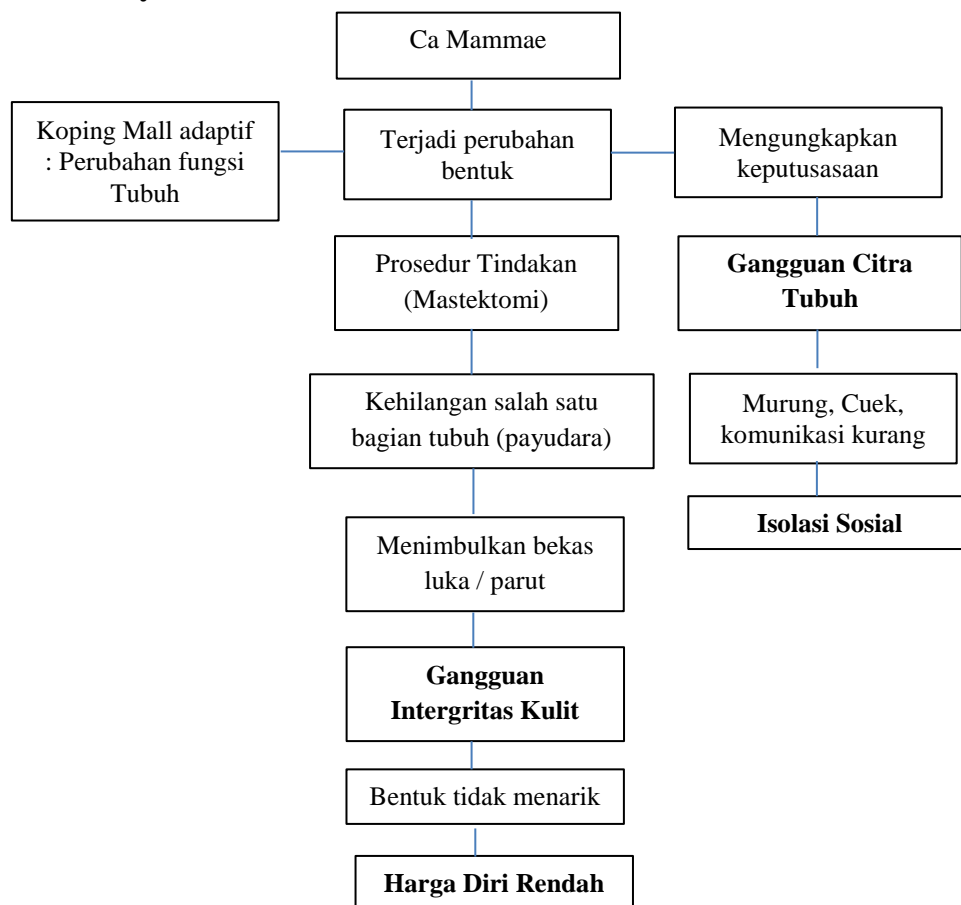 Ca Mammae
Koping Mall adaptif
: Perubahan fungsi
Tubuh
Terjadi perubahan
bentuk
Mengungkapkan
keputusasaan
Prosedur Tindakan
(Mastektomi)
Gangguan Citra
Tubuh
Kehilangan salah satu
bagian tubuh (payudara)
Murung, Cuek,
komunikasi kurang
Menimbulkan bekas
luka / parut
Isolasi Sosial
Gangguan
Intergritas Kulit
Bentuk tidak menarik
Harga Diri Rendah